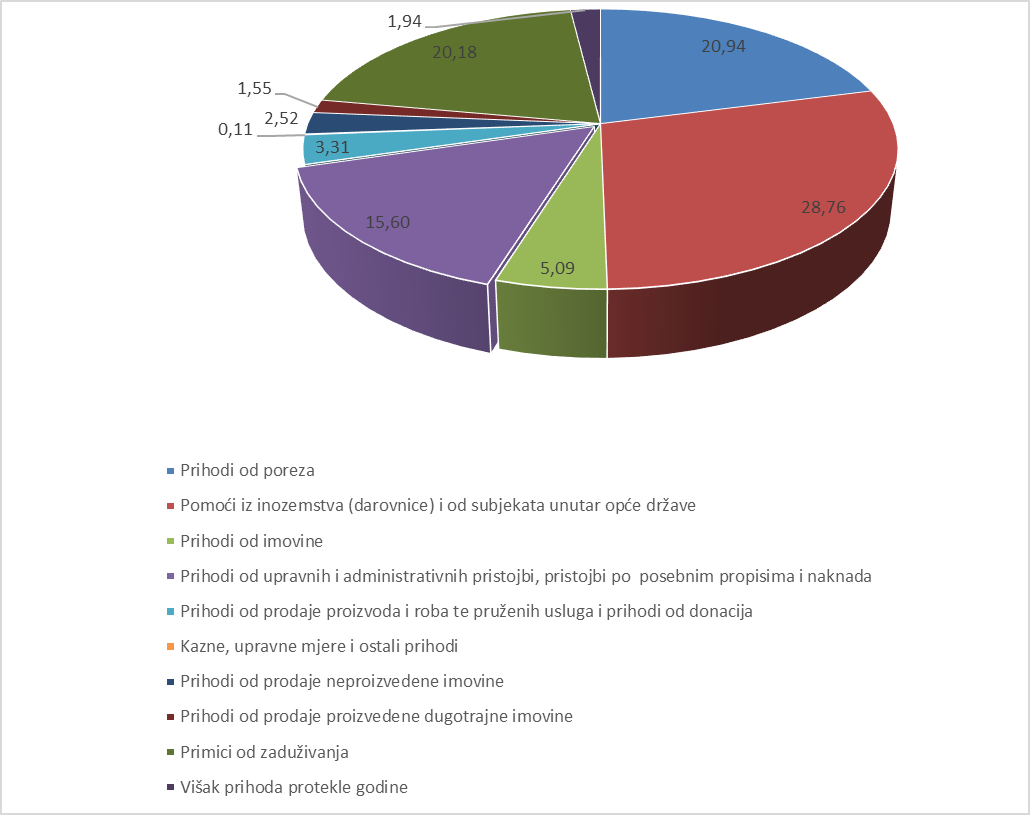 1,94
20,94
20,18
1,55
2,52
0,11
3,31
28,76
15,60
5,09
Prihodi od poreza
Pomoći iz inozemstva (darovnice) i od subjekata unutar opće države
Prihodi od imovine
Prihodi od upravnih i administrativnih pristojbi, pristojbi po  posebnim propisima i naknada
Prihodi od prodaje proizvoda i roba te pruženih usluga i prihodi od donacija
Kazne, upravne mjere i ostali prihodi
Prihodi od prodaje neproizvedene imovine
Prihodi od prodaje proizvedene dugotrajne imovine
Primici od zaduživanja
Višak prihoda protekle godine